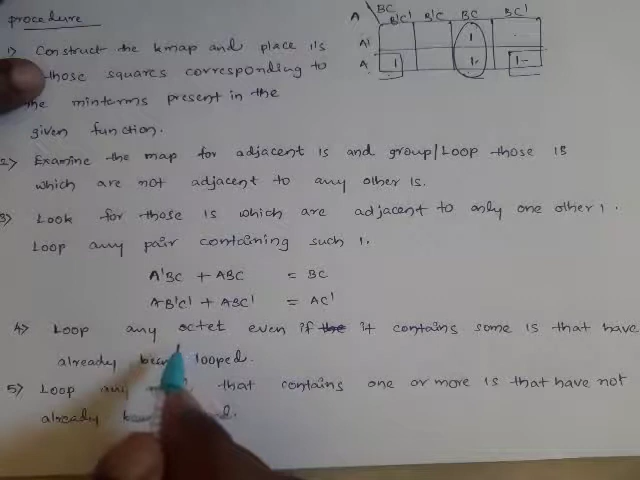 procedure
A \ BC B'C' B'C BC BC'
A' 1
A 1 1 1
1) Construct the kmap and place 1s
those squares corresponding to
the minterms present in the
given function.
2) Examine the map for adjacent 1s and group/Loop those 1s
which are not adjacent to any other 1s.
3) Look for those 1s which are adjacent to only one other 1.
Loop any pair containing such 1.
A'BC + ABC = BC
AB'C' + ABC' = AC'
4) Loop any octet even if it contains some 1s that have
already been looped.
5) Loop any that contains one or more 1s that have not
already